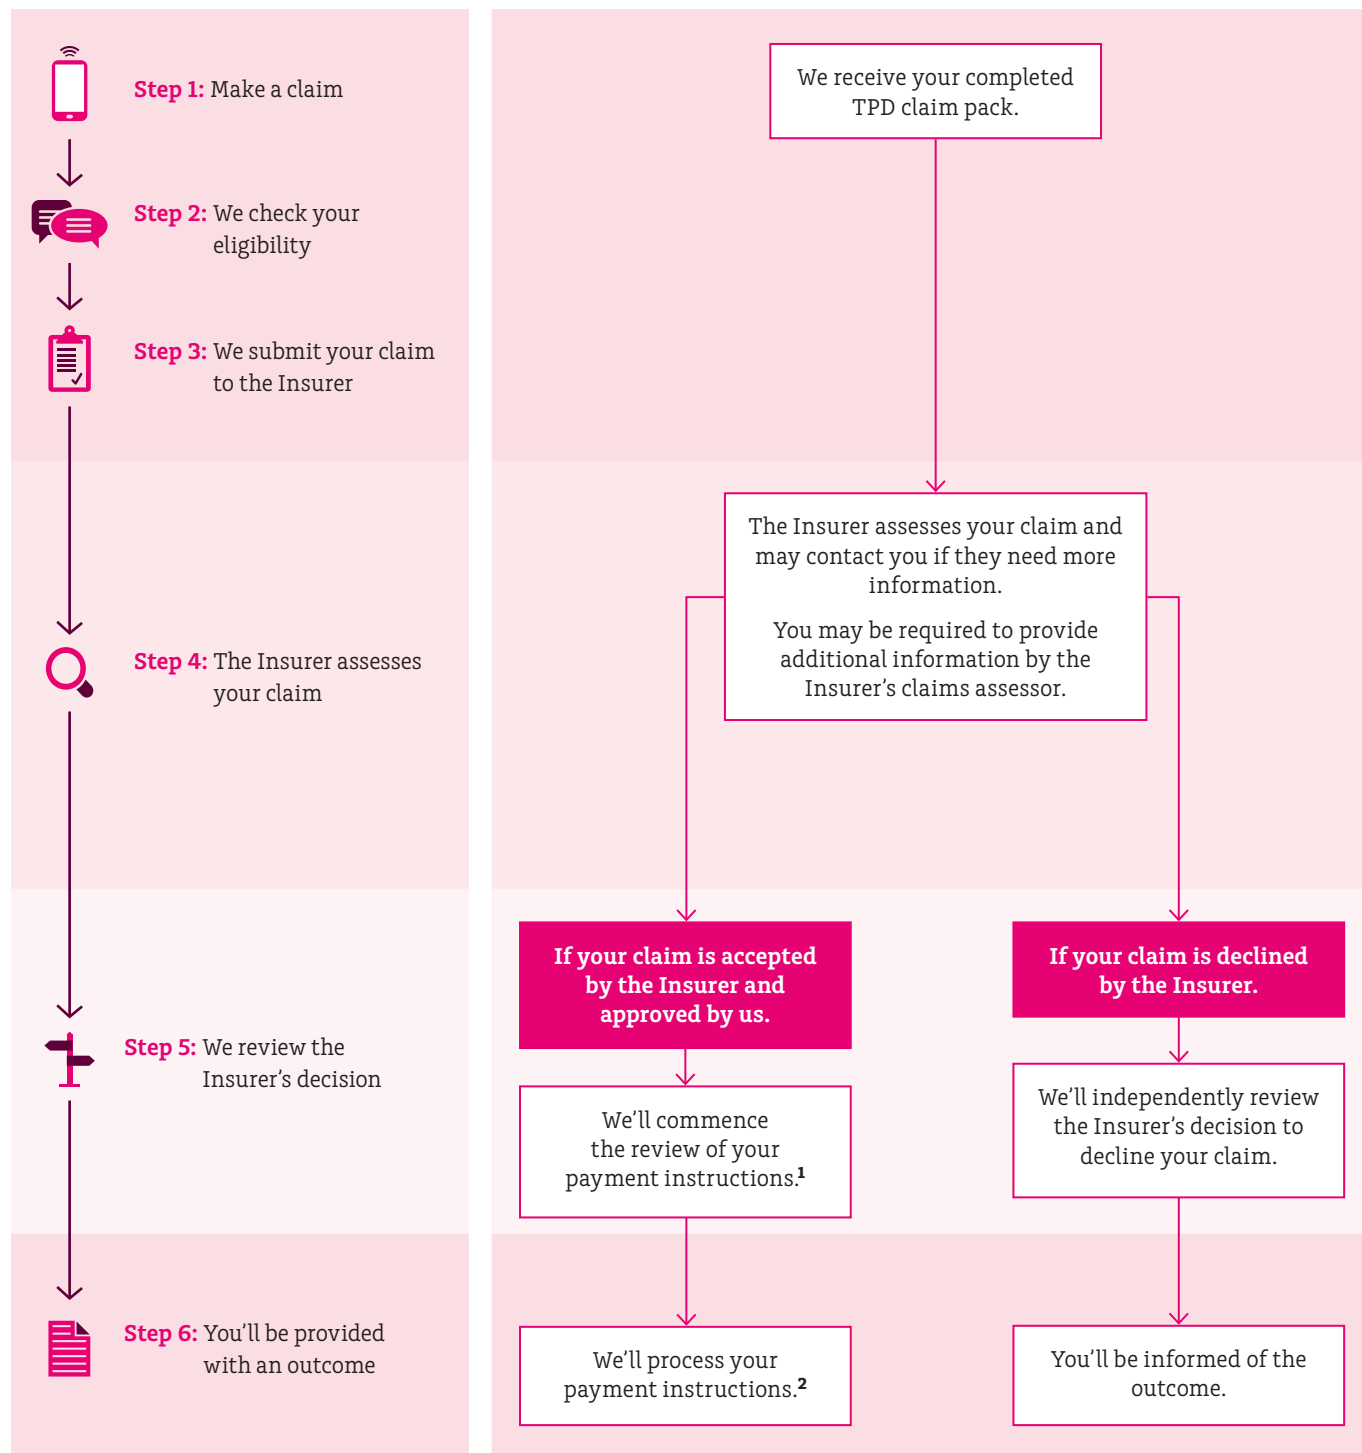 Step 1: Make a claim
Step 2: We check your
eligibility
Step 3: We submit your claim
to the Insurer
Step 4: The Insurer assesses
your claim
Step 5: We review the
Insurer’s decision
Step 6: You’ll be provided
with an outcome
We receive your completed
TPD claim pack.
The Insurer assesses your claim and
may contact you if they need more
information.
You may be required to provide
additional information by the
Insurer’s claims assessor.
If your claim is accepted
by the Insurer and
approved by us.
We’ll commence
the review of your
payment instructions.1
We’ll process your
payment instructions.2
If your claim is declined
by the Insurer.
We’ll independently review
the Insurer’s decision to
decline your claim.
You’ll be informed of the
outcome.